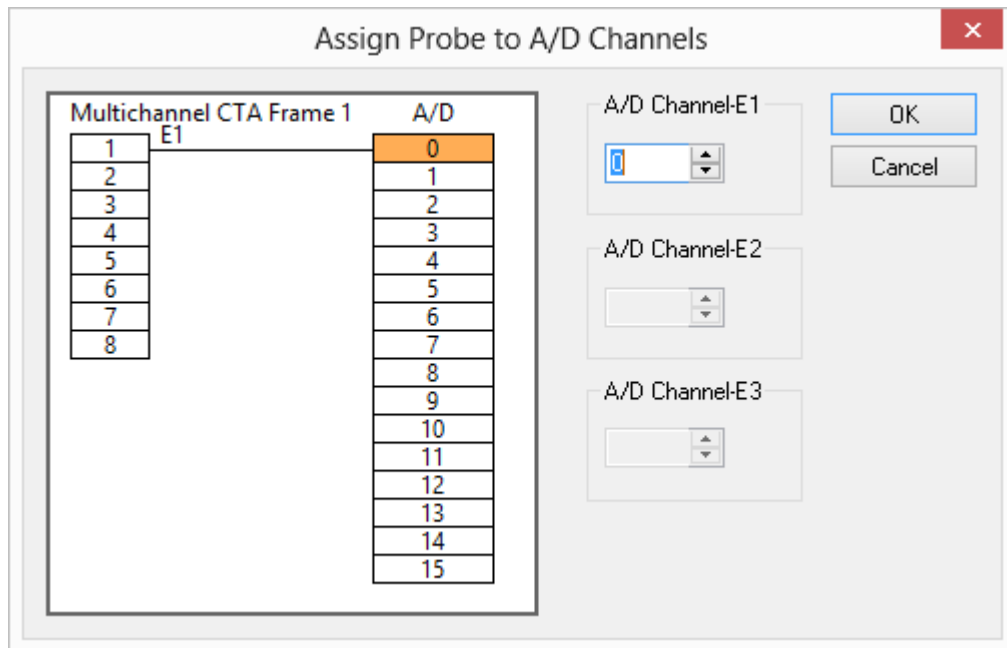 Assign Probe to A/D Channels
Multichannel CTA Frame 1 A/D
E1
1 0
2 1
3 2
4 3
5 4
6 5
7 6
8 7
8
9
10
11
12
13
14
15
A/D Channel-E1
0
A/D Channel-E2
A/D Channel-E3
OK
Cancel